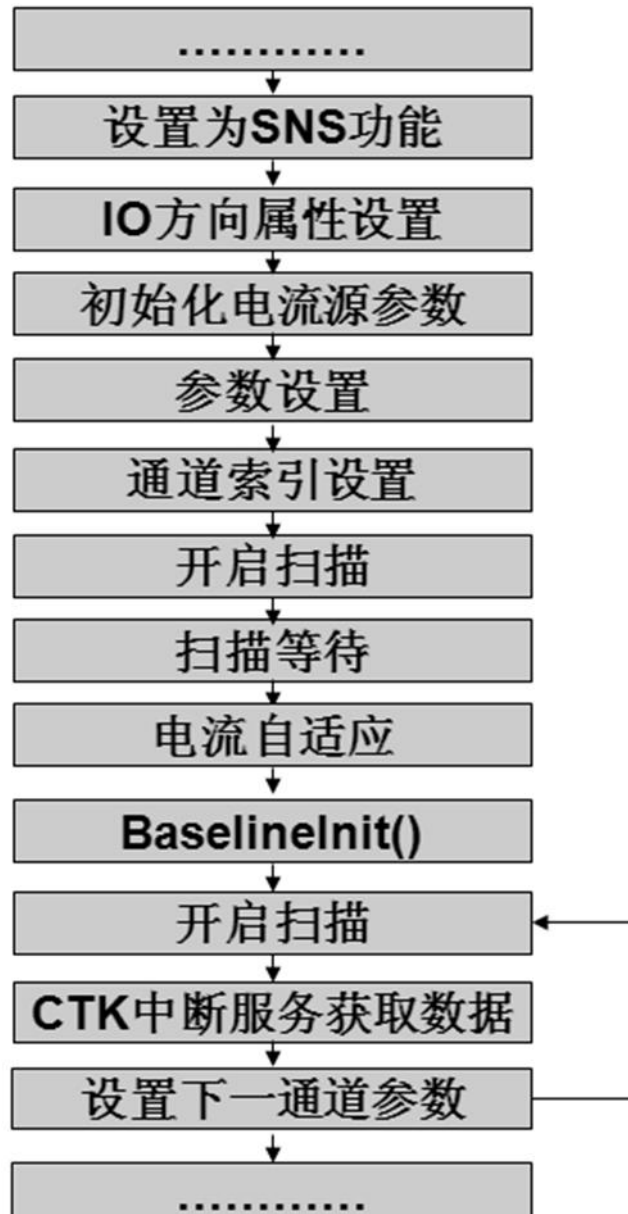 ............
设置为SNS功能
IO方向属性设置
初始化电流源参数
参数设置
通道索引设置
开启扫描
扫描等待
电流自适应
BaselineInit()
开启扫描
CTK中断服务获取数据
设置下一通道参数
............